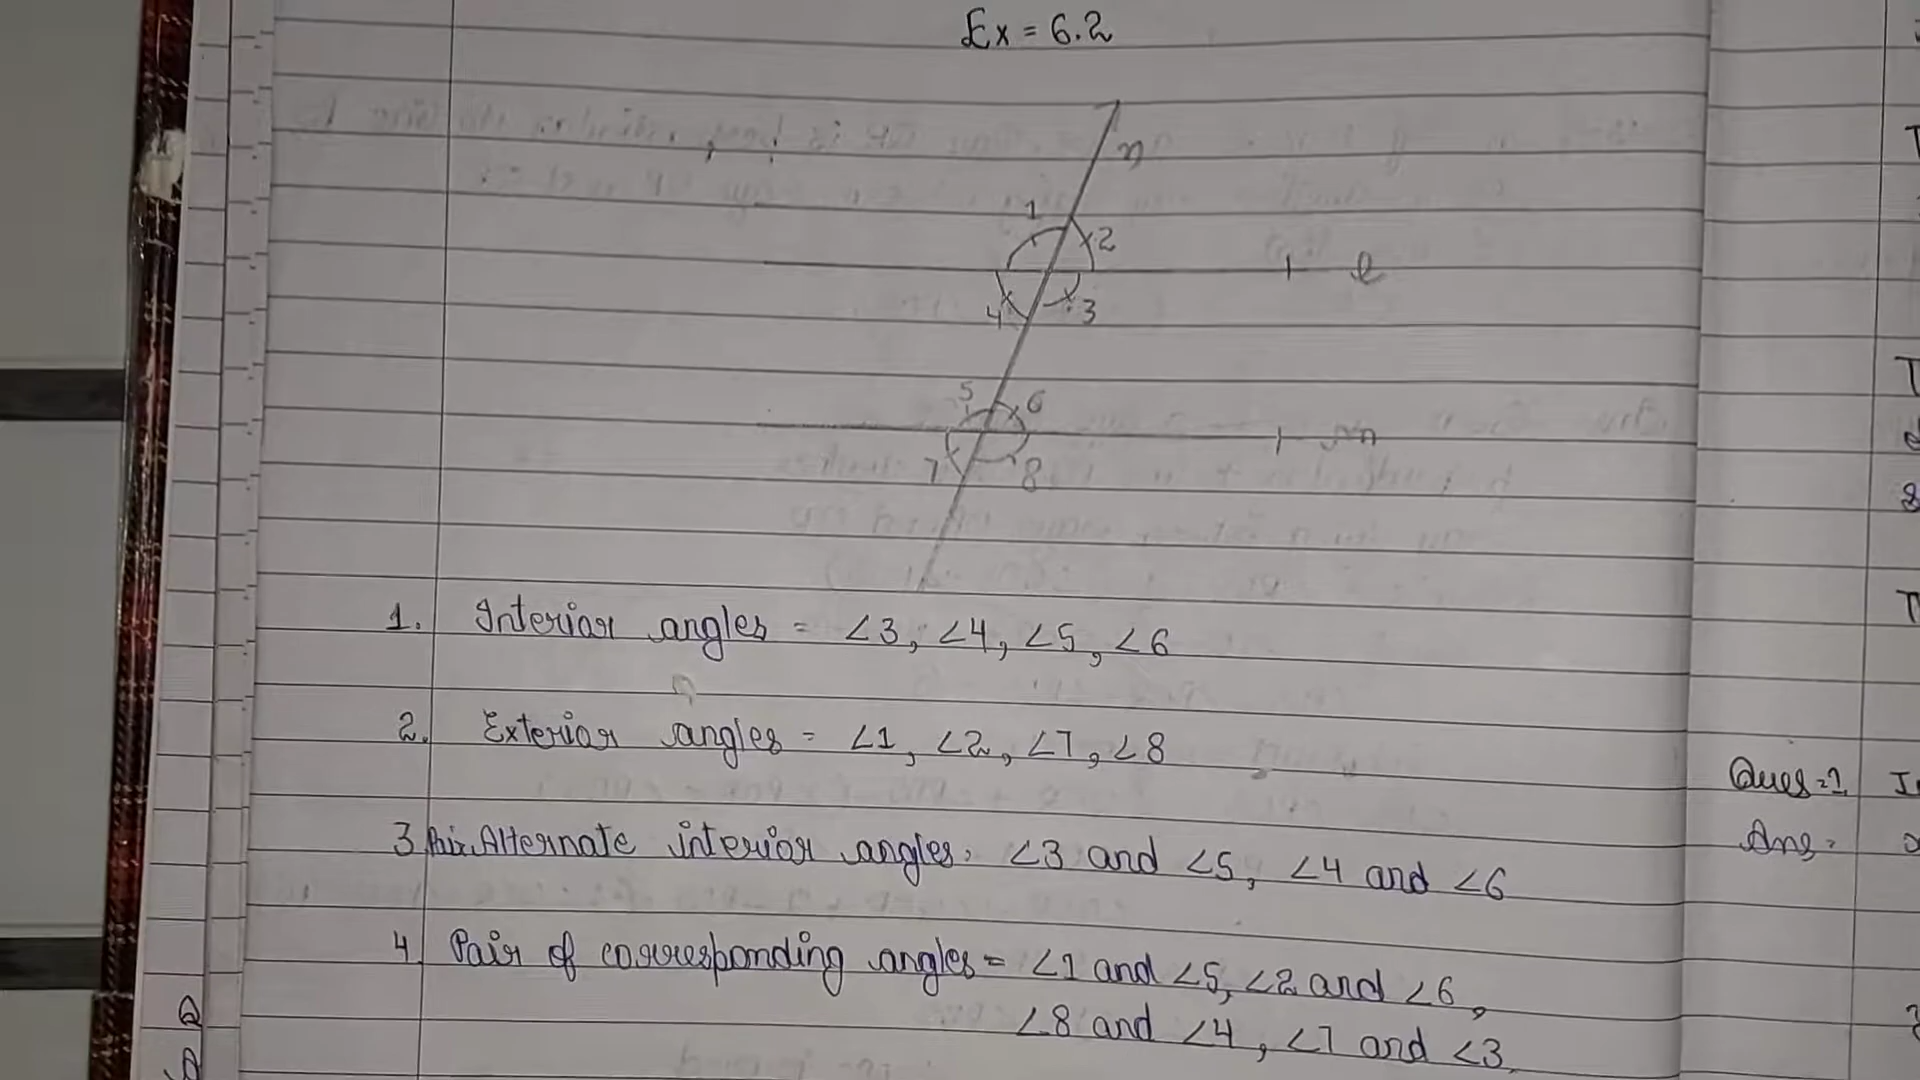 Ex = 6.2
n
1
2
l
4
3
5
6
m
7
8
1. Interior angles = ∠3, ∠4, ∠5, ∠6
2. Exterior angles = ∠1, ∠2, ∠7, ∠8
3 Pair Alternate interior angles = ∠3 and ∠5, ∠4 and ∠6
4 Pair of corresponding angles = ∠1 and ∠5, ∠2 and ∠6,
∠8 and ∠4, ∠7 and ∠3
Ques = 1
Ans =